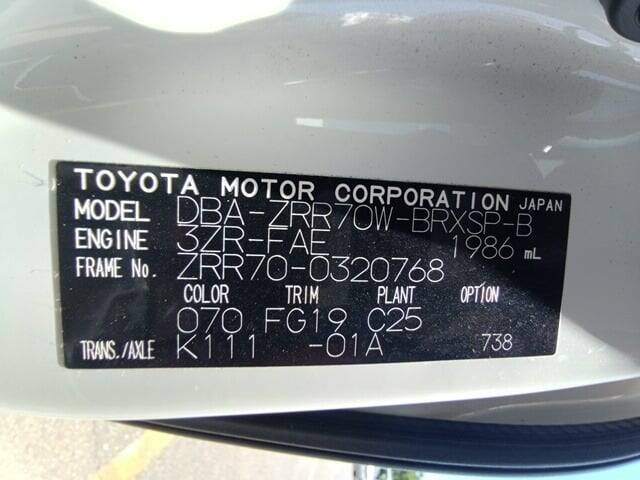 TOYOTA MOTOR CORPORATION JAPAN
MODEL DBA-ZRR70W-BRXSP-B
ENGINE 3ZR-FAE 1986 mL
FRAME No. ZRR70-0320768
COLOR TRIM PLANT OPTION
070 FG19 C25
TRANS./AXLE K111 -01A 738